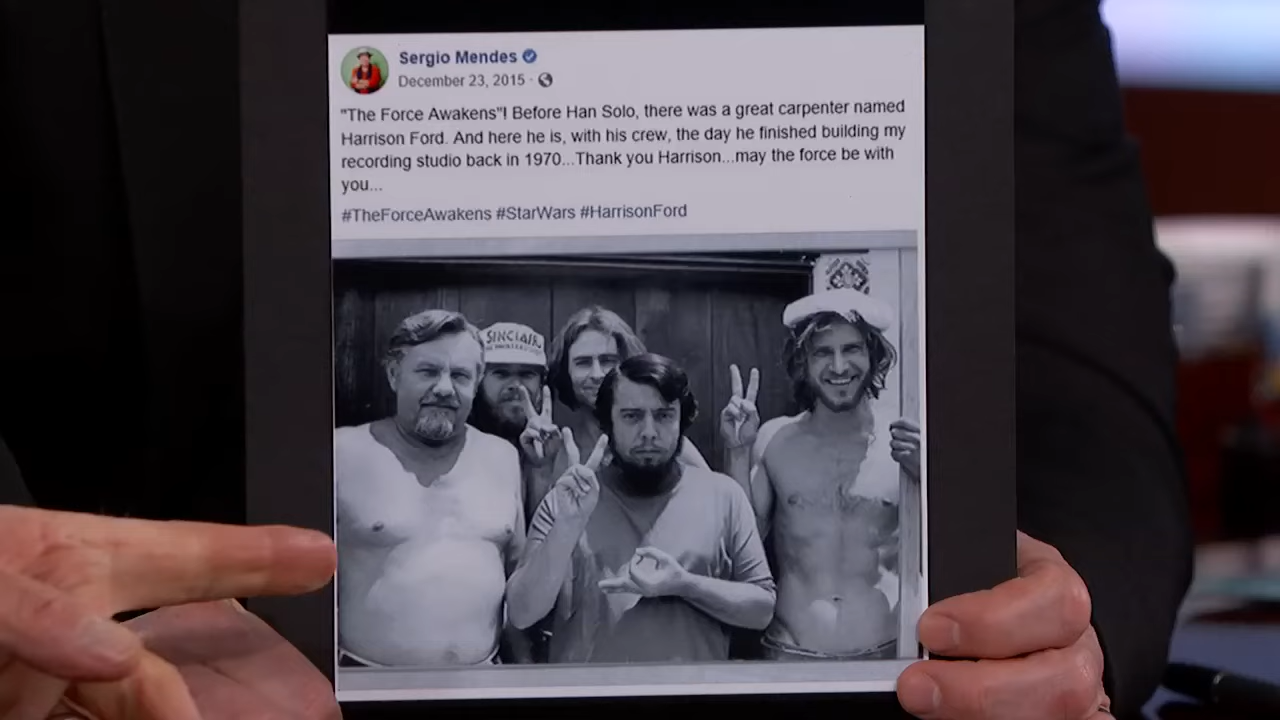 Sergio Mendes
December 23, 2015 ·
"The Force Awakens"! Before Han Solo, there was a great carpenter named
Harrison Ford. And here he is, with his crew, the day he finished building my
recording studio back in 1970...Thank you Harrison...may the force be with
you...
#TheForceAwakens #StarWars #HarrisonFord
SINCLAIR